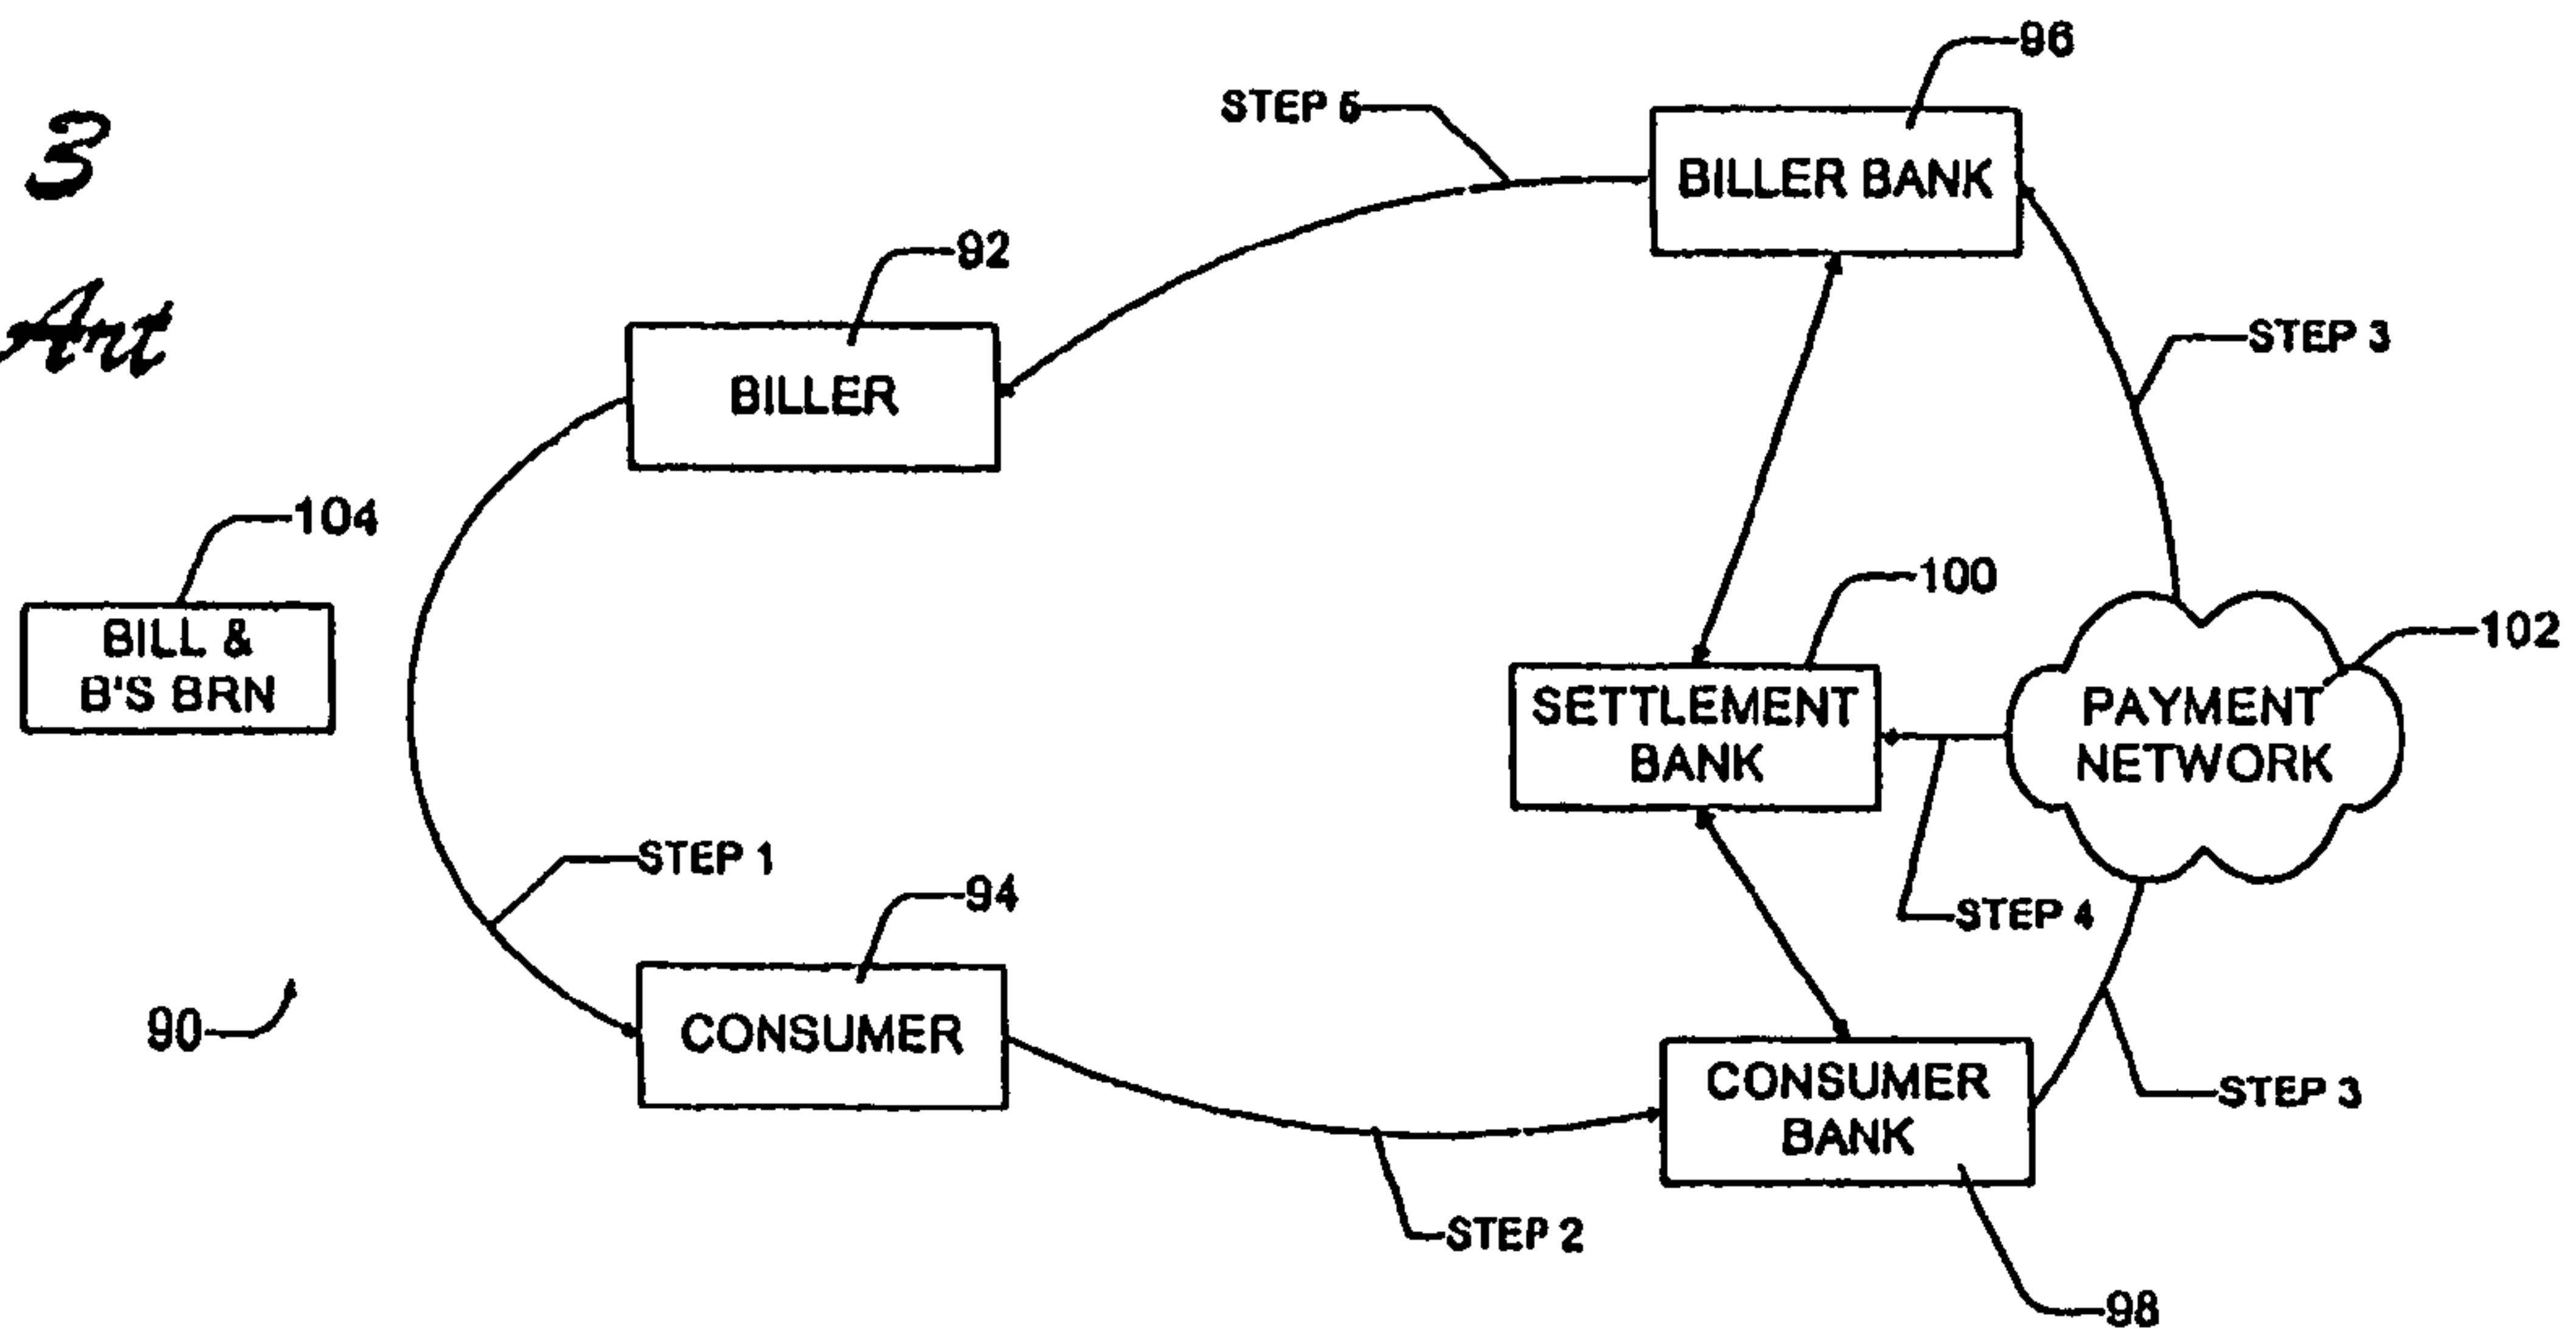 3
Art
96
STEP 5
BILLER BANK
92
STEP 3
BILLER
104
100
BILL &
B'S BRN
102
SETTLEMENT
BANK
PAYMENT
NETWORK
STEP 1
94
STEP 4
90
CONSUMER
CONSUMER
BANK
STEP 3
STEP 2
98